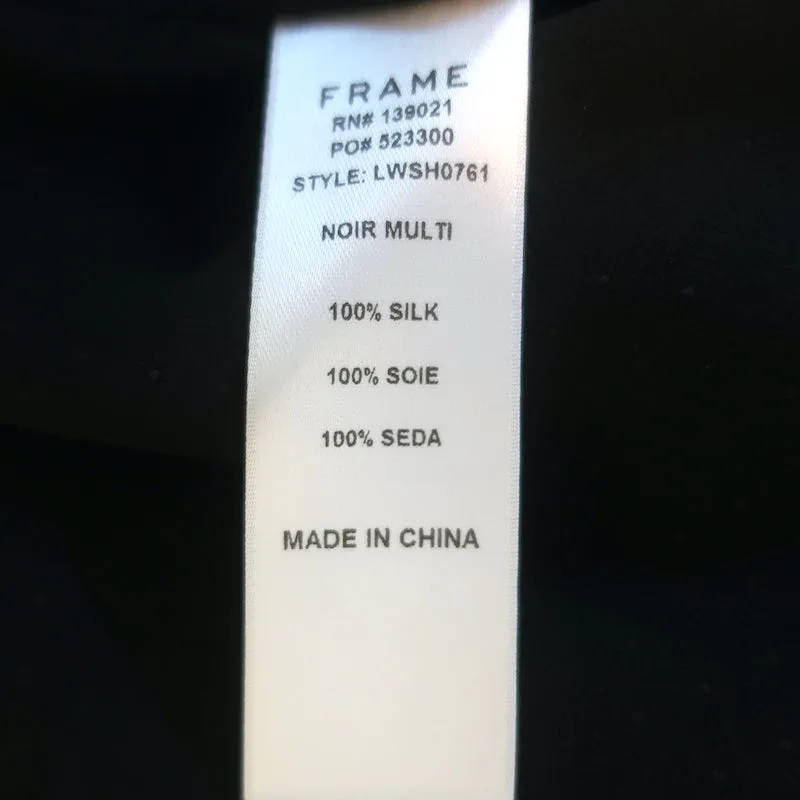 FRAME
RN# 139021
PO# 523300
STYLE: LWSH0761
NOIR MULTI
100% SILK
100% SOIE
100% SEDA
MADE IN CHINA